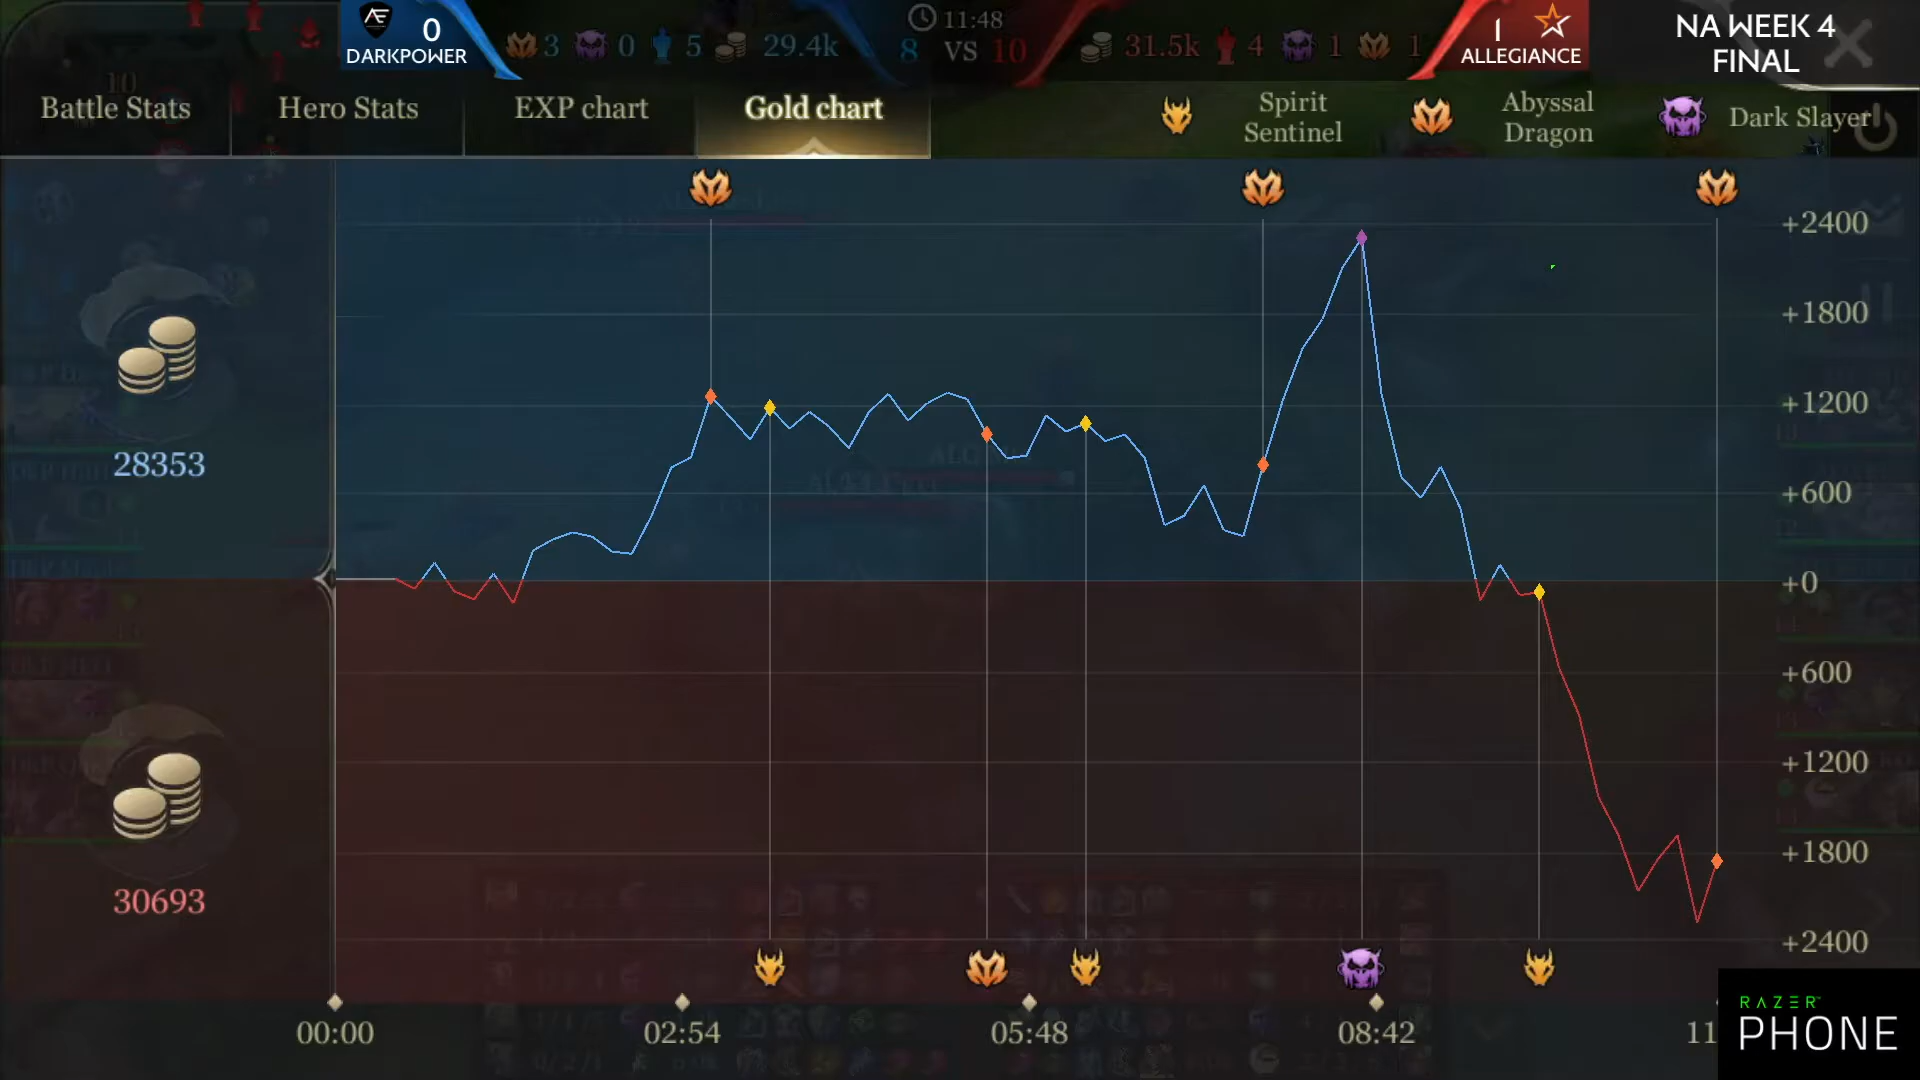 0
DARKPOWER
3 0 5 29.4k
11:48
8 VS 10
31.5k 4 1 1
1
ALLEGIANCE
NA WEEK 4
FINAL
10
Battle Stats
Hero Stats
EXP chart
Gold chart
Spirit
Sentinel
Abyssal
Dragon
Dark Slayer
+2400
+1800
+1200
+600
+0
+600
+1200
+1800
+2400
28353
30693
00:00
02:54
05:48
08:42
11
RAZER
PHONE